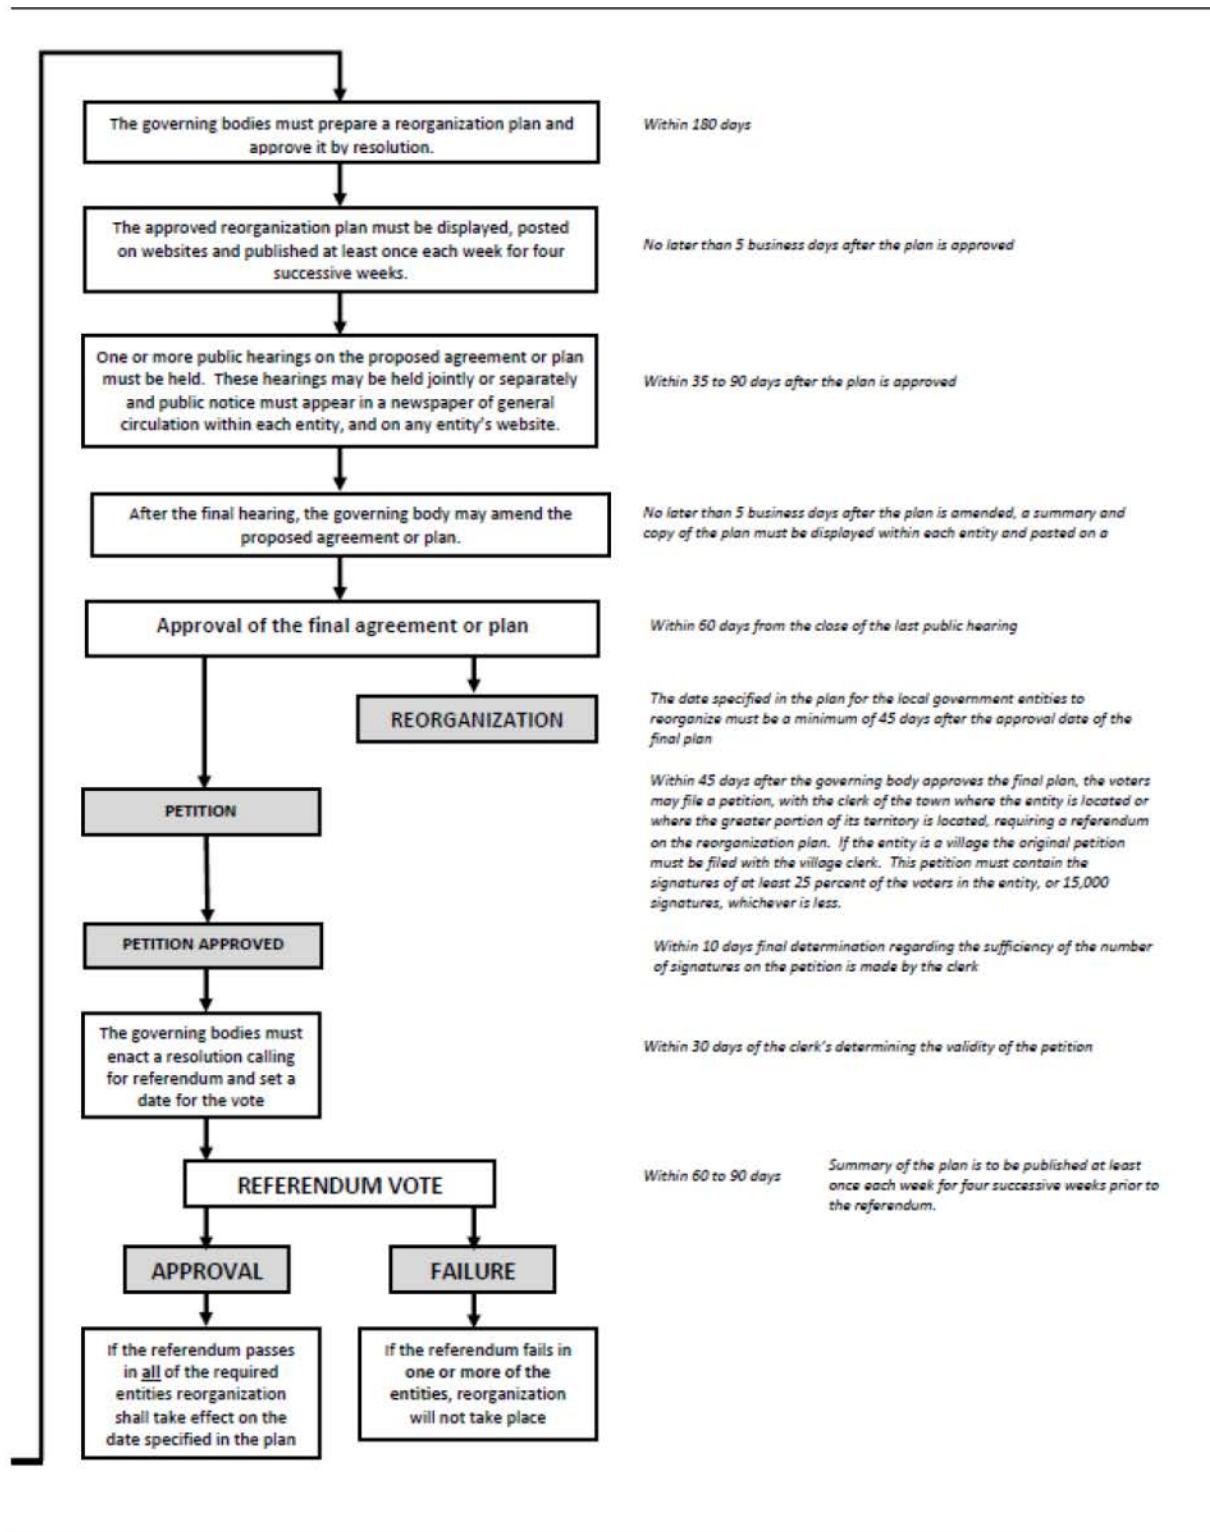 The governing bodies must prepare a reorganization plan and
approve it by resolution.
Within 180 days
The approved reorganization plan must be displayed, posted
on websites and published at least once each week for four
successive weeks.
No later than 5 business days after the plan is approved
One or more public hearings on the proposed agreement or plan
must be held. These hearings may be held jointly or separately
and public notice must appear in a newspaper of general
circulation within each entity, and on any entity's website.
Within 35 to 90 days after the plan is approved
After the final hearing, the governing body may amend the
proposed agreement or plan.
No later than 5 business days after the plan is amended, a summary and
copy of the plan must be displayed within each entity and posted on a
Approval of the final agreement or plan
Within 60 days from the close of the last public hearing
REORGANIZATION
The date specified in the plan for the local government entities to
reorganize must be a minimum of 45 days after the approval date of the
final plan
PETITION
Within 45 days after the governing body approves the final plan, the voters
may file a petition, with the clerk of the town where the entity is located or
where the greater portion of its territory is located, requiring a referendum
on the reorganization plan. If the entity is a village the original petition
must be filed with the village clerk. This petition must contain the
signatures of at least 25 percent of the voters in the entity, or 15,000
signatures, whichever is less.
PETITION APPROVED
Within 10 days final determination regarding the sufficiency of the number
of signatures on the petition is made by the clerk
The governing bodies must
enact a resolution calling
for referendum and set a
date for the vote
Within 30 days of the clerk's determining the validity of the petition
REFERENDUM VOTE
Within 60 to 90 days
Summary of the plan is to be published at least
once each week for four successive weeks prior to
the referendum.
APPROVAL
FAILURE
If the referendum passes
in all of the required
entities reorganization
shall take effect on the
date specified in the plan
If the referendum fails in
one or more of the
entities, reorganization
will not take place